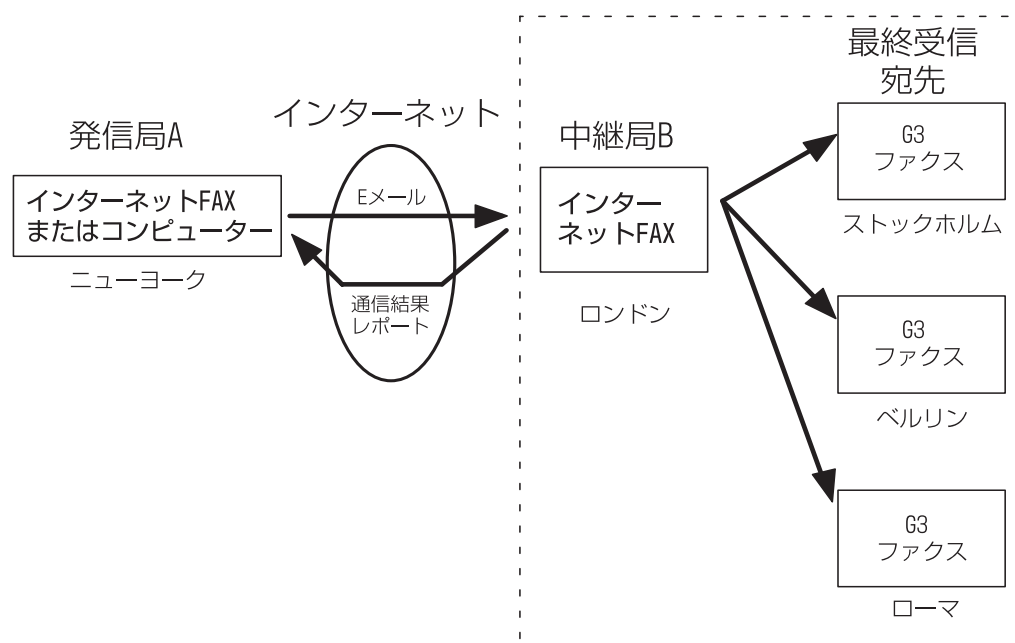 発信局A
インターネットFAX
またはコンピューター
ニューヨーク
インターネット
Eメール
通信結果
レポート
中継局B
インター
ネットFAX
ロンドン
最終受信
宛先
G3
ファクス
ストックホルム
G3
ファクス
ベルリン
G3
ファクス
ローマ